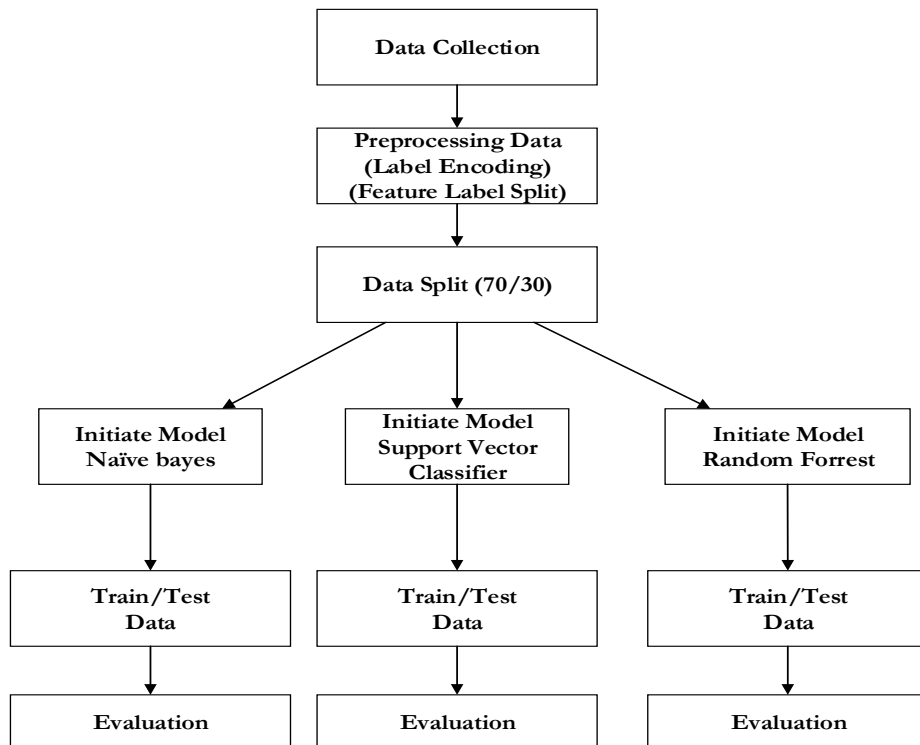 Data Collection
Preprocessing Data
(Label Encoding)
(Feature Label Split)
Data Split (70/30)
Initiate Model
Naïve bayes
Initiate Model
Support Vector
Classifier
Initiate Model
Random Forrest
Train/Test
Data
Train/Test
Data
Train/Test
Data
Evaluation
Evaluation
Evaluation